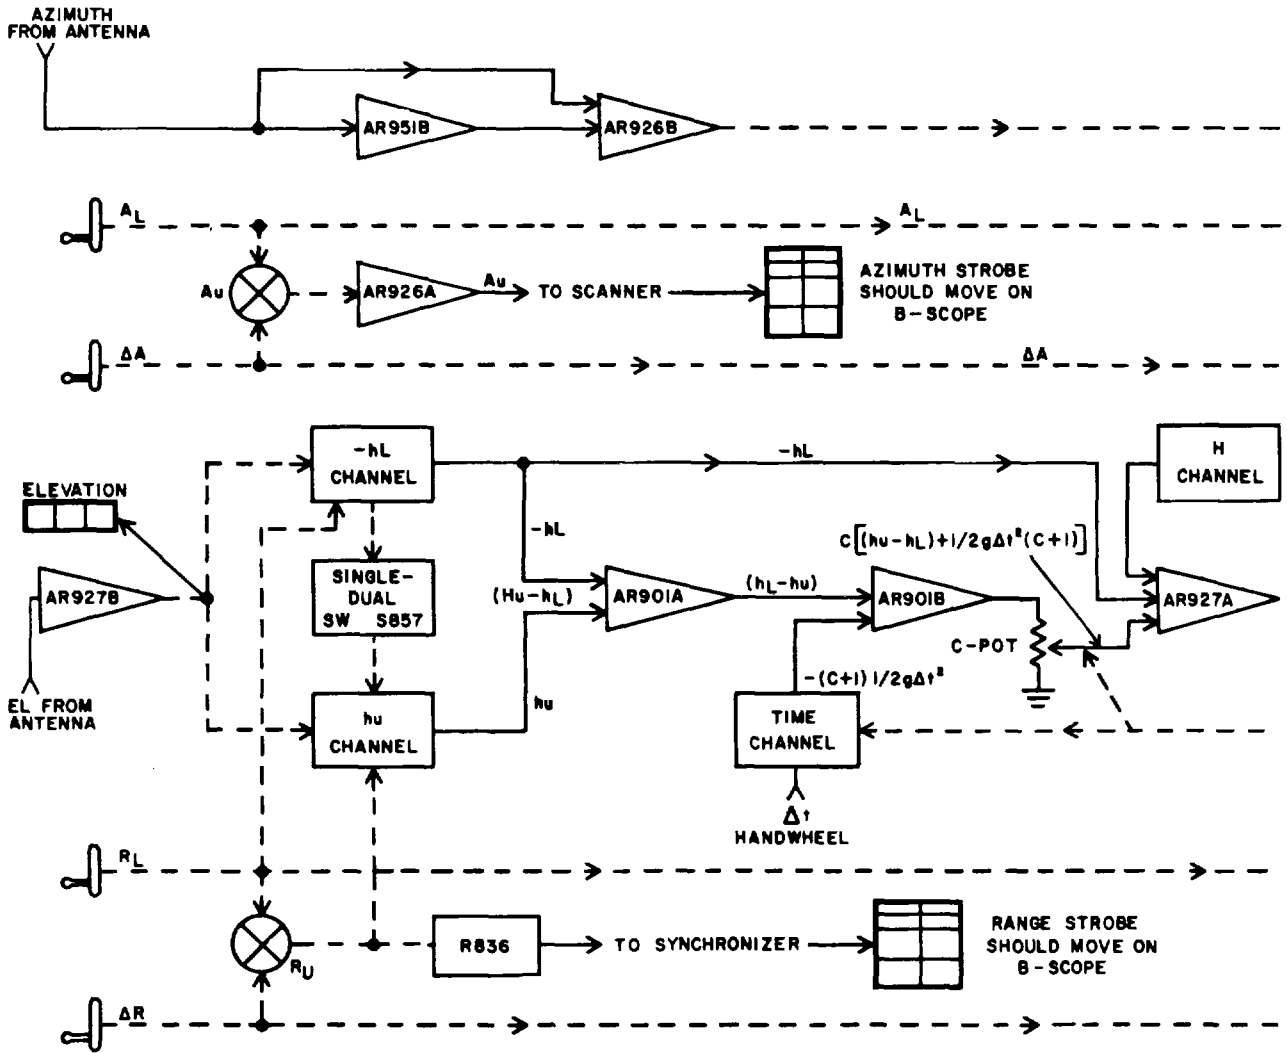 AZIMUTH
FROM ANTENNA
AR951B
AR926B
AL
AL
Au
AR926A
Au
TO SCANNER
AZIMUTH STROBE
SHOULD MOVE ON
B-SCOPE
ΔA
ΔA
-hL
CHANNEL
-hL
H
CHANNEL
ELEVATION
-hL
C[(hu-hL)+1/2gΔt²(C+1)]
AR927B
SINGLE-
DUAL
SW S857
(Hu-hL)
AR901A
(hL-hu)
AR901B
AR927A
C-POT
EL FROM
ANTENNA
hu
CHANNEL
hu
-(C+1)1/2gΔt²
TIME
CHANNEL
Δt
HANDWHEEL
RL
RU
R836
TO SYNCHRONIZER
RANGE STROBE
SHOULD MOVE ON
B-SCOPE
ΔR